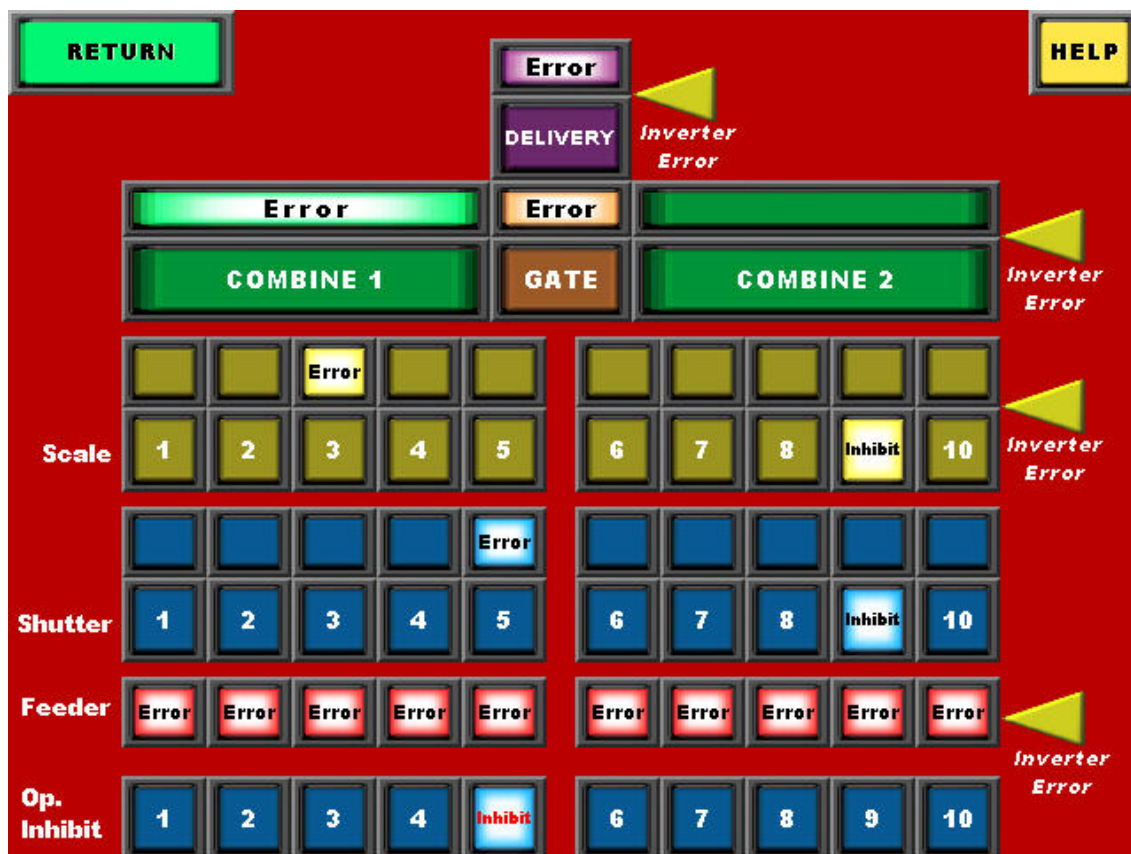 RETURN
HELP
Error
DELIVERY
Inverter
Error
Error
Error
COMBINE 1
GATE
COMBINE 2
Inverter
Error
Error
Scale
1 2 3 4 5 6 7 8 Inhibit 10
Inverter
Error
Error
Shutter
1 2 3 4 5 6 7 8 Inhibit 10
Feeder
Error Error Error Error Error Error Error Error Error Error
Inverter
Error
Op.
Inhibit
1 2 3 4 Inhibit 6 7 8 9 10